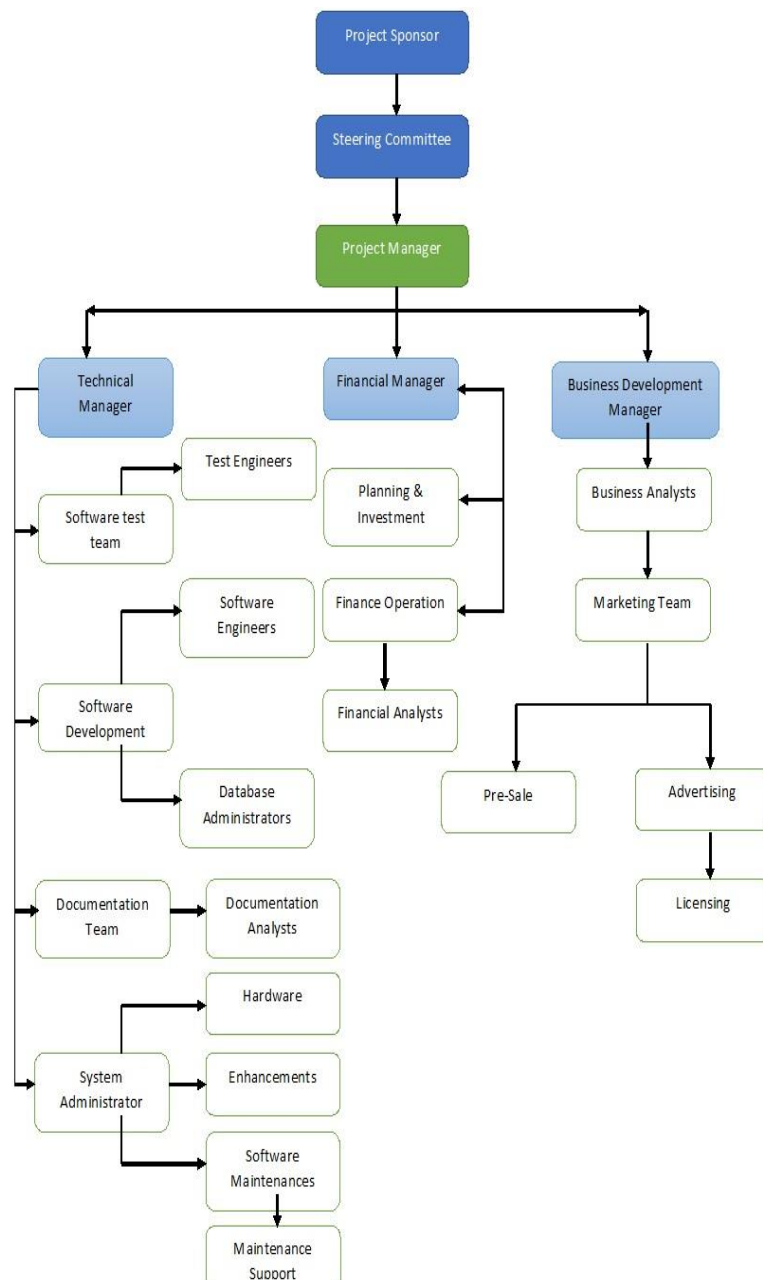 Project Sponsor
Steering Committee
Project Manager
Technical
Manager
Financial Manager
Business Development
Manager
Test Engineers
Software test
team
Planning &
Investment
Business Analysts
Software
Engineers
Finance Operation
Marketing Team
Software
Development
Financial Analysts
Database
Administrators
Pre-Sale
Advertising
Documentation
Team
Documentation
Analysts
Licensing
Hardware
System
Administrator
Enhancements
Software
Maintenances
Maintenance
Support